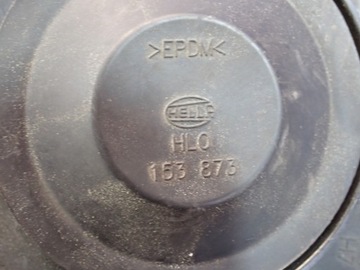 >EPDM<
HELLA
HLO
153 873